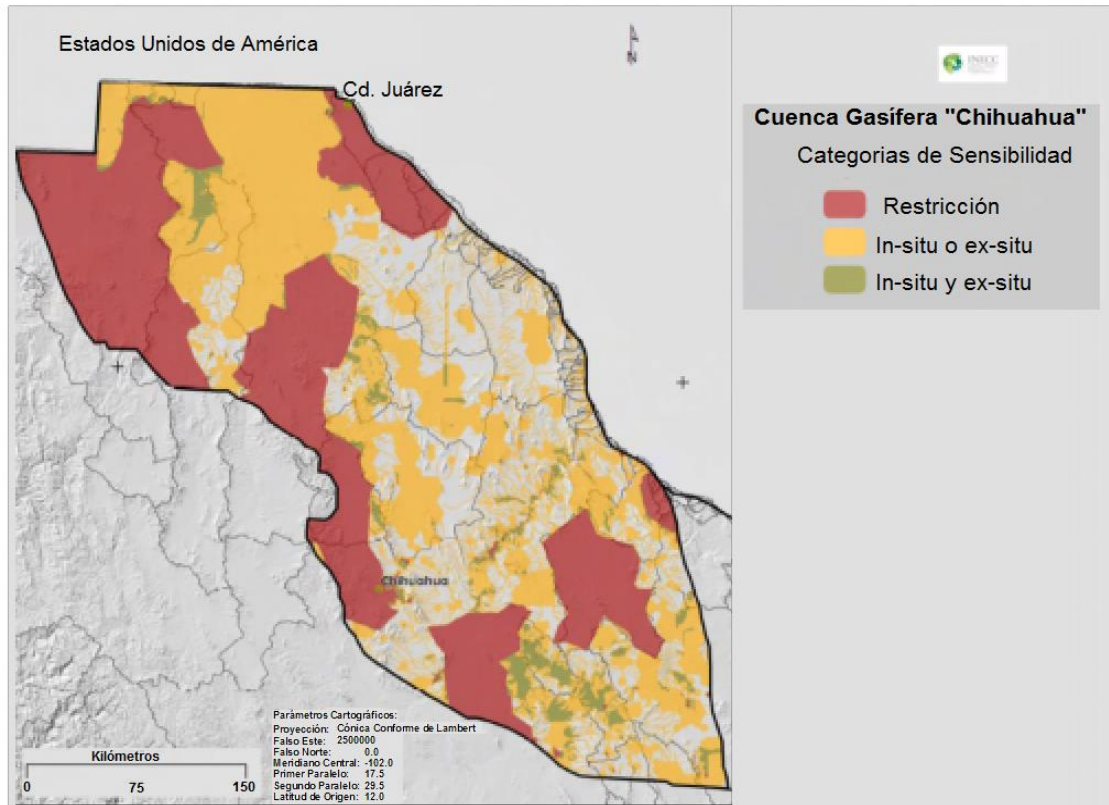 Estados Unidos de América
N
Cd. Juárez
Chihuahua
Parámetros Cartográficos:
Proyección: Cónica Conforme de Lambert
Falso Este: 2500000
Falso Norte: 0.0
Meridiano Central: -102.0
Primer Paralelo: 17.5
Segundo Paralelo: 29.5
Latitud de Origen: 12.0
Kilómetros
0 75 150
INECC
Cuenca Gasífera "Chihuahua"
Categorias de Sensibilidad
Restricción
In-situ o ex-situ
In-situ y ex-situ